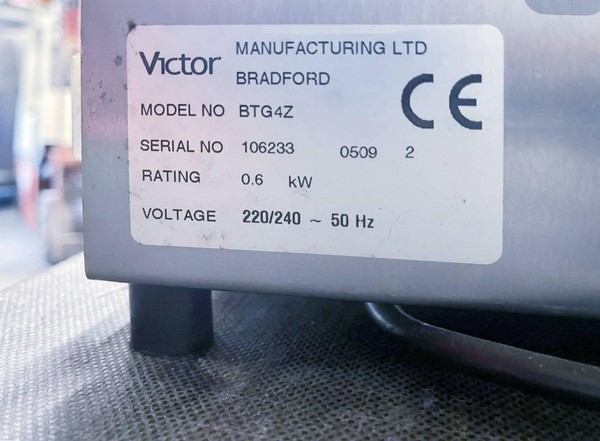 Victor MANUFACTURING LTD
BRADFORD
CE
MODEL NO BTG4Z
SERIAL NO 106233 0509 2
RATING 0.6 kW
VOLTAGE 220/240 ~ 50 Hz